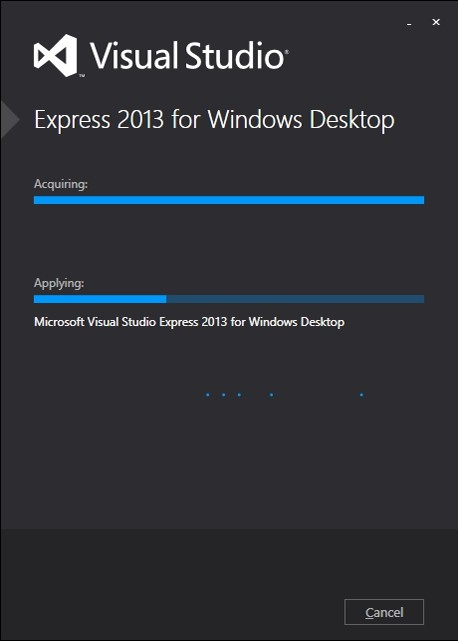 Visual Studio®
Express 2013 for Windows Desktop
Acquiring:
Applying:
Microsoft Visual Studio Express 2013 for Windows Desktop
Cancel